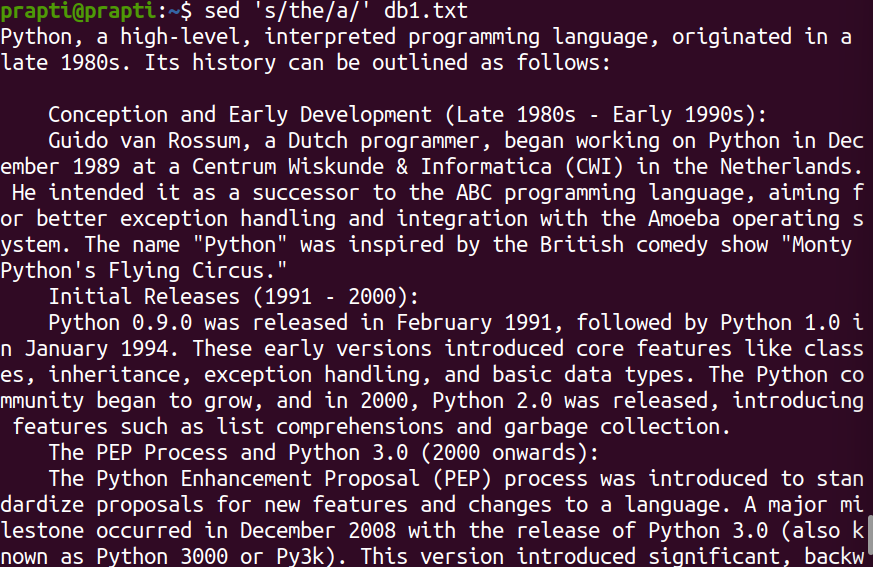 prapti@prapti:~$ sed 's/the/a/' db1.txt
Python, a high-level, interpreted programming language, originated in a
late 1980s. Its history can be outlined as follows:
    Conception and Early Development (Late 1980s - Early 1990s):
    Guido van Rossum, a Dutch programmer, began working on Python in Dec
ember 1989 at a Centrum Wiskunde & Informatica (CWI) in the Netherlands.
 He intended it as a successor to the ABC programming language, aiming f
or better exception handling and integration with the Amoeba operating s
ystem. The name "Python" was inspired by the British comedy show "Monty
Python's Flying Circus."
    Initial Releases (1991 - 2000):
    Python 0.9.0 was released in February 1991, followed by Python 1.0 i
n January 1994. These early versions introduced core features like class
es, inheritance, exception handling, and basic data types. The Python co
mmunity began to grow, and in 2000, Python 2.0 was released, introducing
 features such as list comprehensions and garbage collection.
    The PEP Process and Python 3.0 (2000 onwards):
    The Python Enhancement Proposal (PEP) process was introduced to stan
dardize proposals for new features and changes to a language. A major mi
lestone occurred in December 2008 with the release of Python 3.0 (also k
nown as Python 3000 or Py3k). This version introduced significant, backw